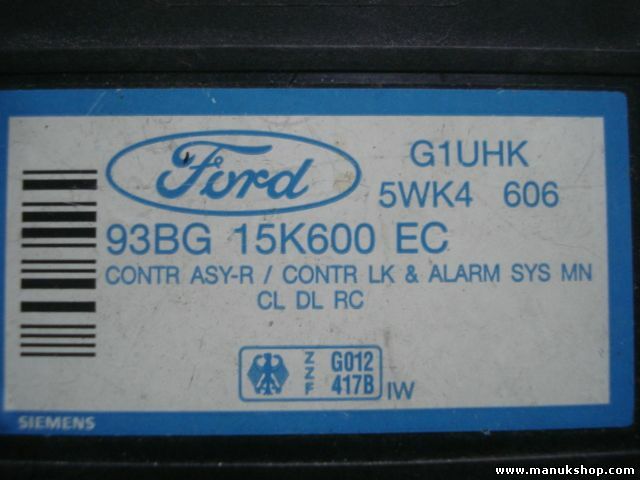 Ford
G1UHK
5WK4 606
93BG 15K600 EC
CONTR ASY-R / CONTR LK & ALARM SYS MN
CL DL RC
Z Z F G012
417B IW
SIEMENS
www.manukshop.com